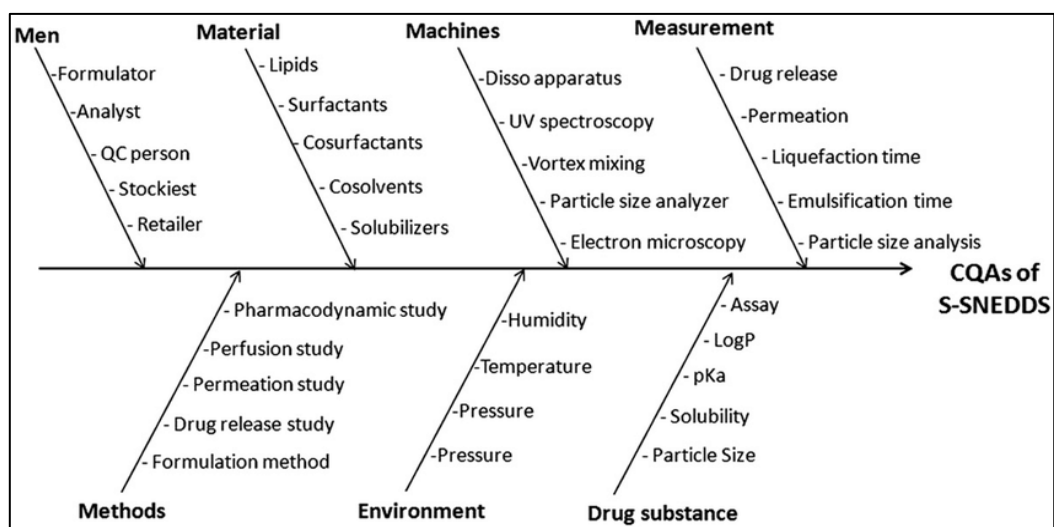 Men
-Formulator
-Analyst
- QC person
- Stockiest
- Retailer
Material
- Lipids
- Surfactants
- Cosurfactants
- Cosolvents
- Solubilizers
Machines
-Disso apparatus
- UV spectroscopy
-Vortex mixing
- Particle size analyzer
- Electron microscopy
Measurement
- Drug release
-Permeation
- Liquefaction time
- Emulsification time
- Particle size analysis
CQAs of
S-SNEDDS
- Pharmacodynamic study
- Perfusion study
- Permeation study
- Drug release study
- Formulation method
Methods
-Humidity
-Temperature
- Pressure
-Pressure
Environment
- Assay
- LogP
- pKa
- Solubility
- Particle Size
Drug substance